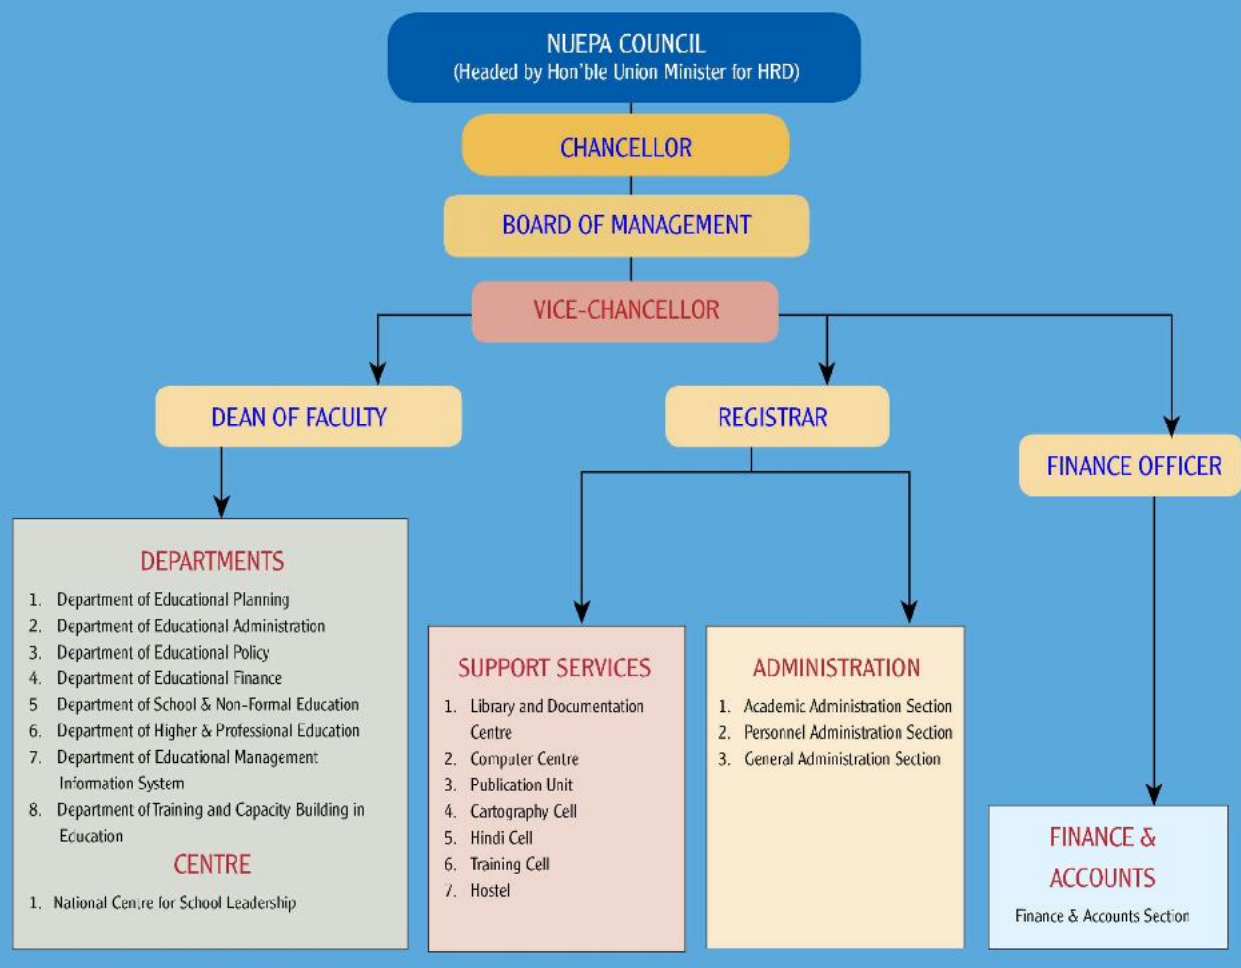 NUEPA COUNCIL
(Headed by Hon'ble Union Minister for HRD)
CHANCELLOR
BOARD OF MANAGEMENT
VICE-CHANCELLOR
DEAN OF FACULTY
REGISTRAR
FINANCE OFFICER
DEPARTMENTS
1. Department of Educational Planning
2. Department of Educational Administration
3. Department of Educational Policy
4. Department of Educational Finance
5 Department of School & Non-Formal Education
6. Department of Higher & Professional Education
7. Department of Educational Management
Information System
8. Department of Training and Capacity Building in
Education
CENTRE
1. National Centre for School Leadership
SUPPORT SERVICES
1. Library and Documentation
Centre
2. Computer Centre
3. Publication Unit
4. Cartography Cell
5. Hindi Cell
6. Training Cell
7. Hostel
ADMINISTRATION
1. Academic Administration Section
2. Personnel Administration Section
3. General Administration Section
FINANCE &
ACCOUNTS
Finance & Accounts Section